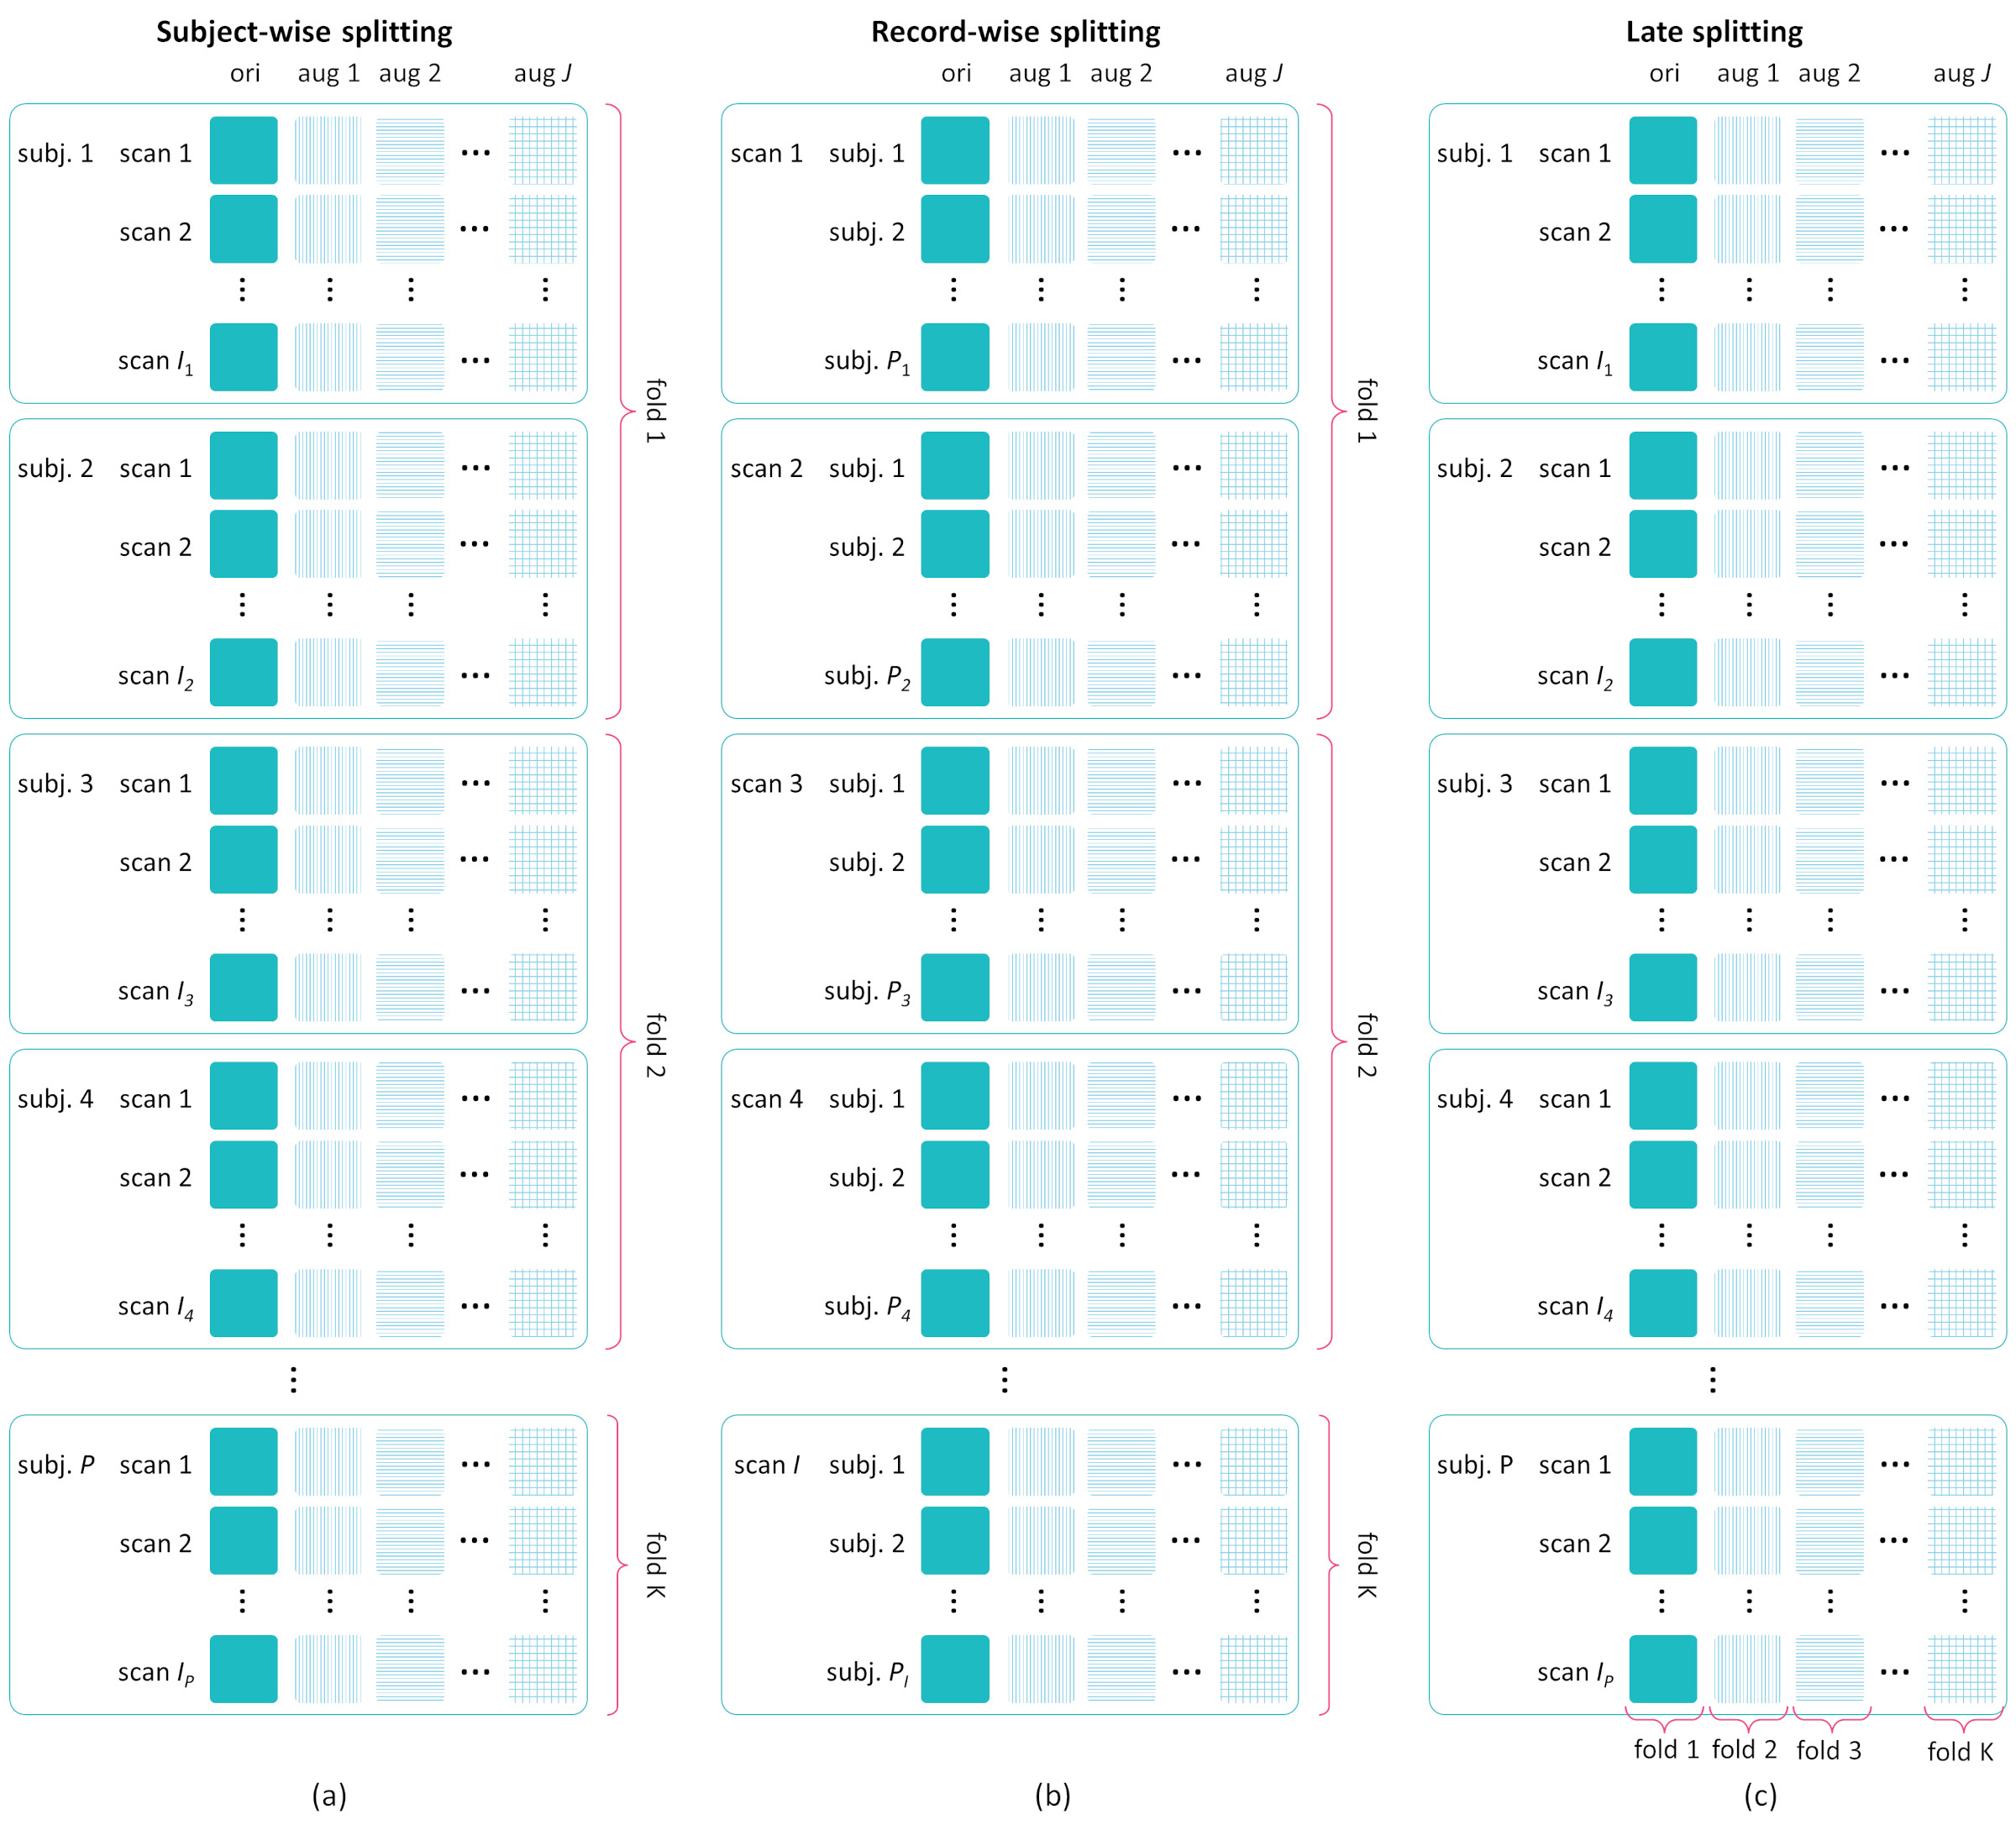 Subject-wise splitting
ori aug 1 aug 2 aug J
subj. 1 scan 1
scan 2
scan I1
fold 1
subj. 2 scan 1
scan 2
scan I2
subj. 3 scan 1
scan 2
scan I3
fold 2
subj. 4 scan 1
scan 2
scan I4
subj. P scan 1
scan 2
scan IP
fold K
(a)
Record-wise splitting
ori aug 1 aug 2 aug J
scan 1 subj. 1
subj. 2
subj. P1
fold 1
scan 2 subj. 1
subj. 2
subj. P2
scan 3 subj. 1
subj. 2
subj. P3
fold 2
scan 4 subj. 1
subj. 2
subj. P4
scan I subj. 1
subj. 2
subj. PI
fold K
(b)
Late splitting
ori aug 1 aug 2 aug J
subj. 1 scan 1
scan 2
scan I1
subj. 2 scan 1
scan 2
scan I2
subj. 3 scan 1
scan 2
scan I3
subj. 4 scan 1
scan 2
scan I4
subj. P scan 1
scan 2
scan IP
fold 1 fold 2 fold 3 fold K
(c)